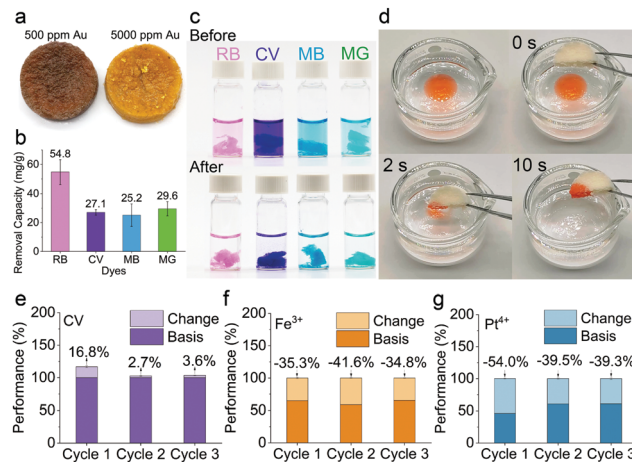 a
500 ppm Au 5000 ppm Au
b
Removal Capacity (mg/g)
60
40
20
0
54.8
27.1
25.2
29.6
RB CV MB MG
Dyes
c
Before
RB CV MB MG
After
d
0 s
2 s
10 s
e
CV
Change
Basis
Performance (%)
200
150
100
50
0
16.8%
2.7%
3.6%
Cycle 1 Cycle 2 Cycle 3
f
Fe³⁺
Change
Basis
Performance (%)
200
150
100
50
0
-35.3%
-41.6%
-34.8%
Cycle 1 Cycle 2 Cycle 3
g
Pt⁴⁺
Change
Basis
Performance (%)
200
150
100
50
0
-54.0%
-39.5%
-39.3%
Cycle 1 Cycle 2 Cycle 3